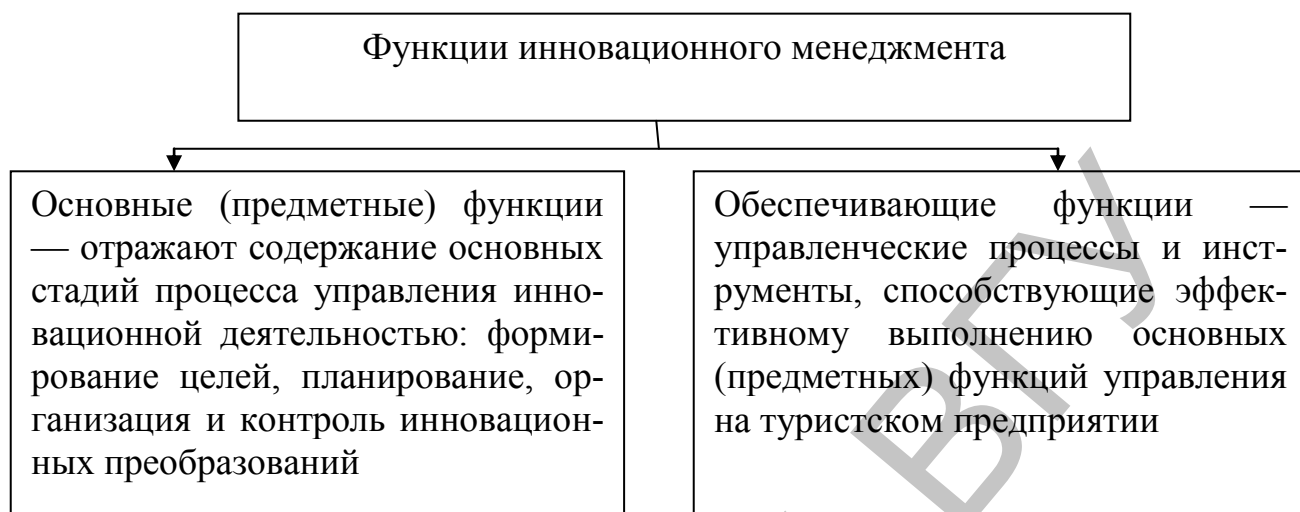 Функции инновационного менеджмента
Основные (предметные) функции
— отражают содержание основных
стадий процесса управления инно-
вационной деятельностью: форми-
рование целей, планирование, ор-
ганизация и контроль инновацион-
ных преобразований
Обеспечивающие функции —
управленческие процессы и инст-
рументы, способствующие эффек-
тивному выполнению основных
(предметных) функций управления
на туристском предприятии
ВГУ